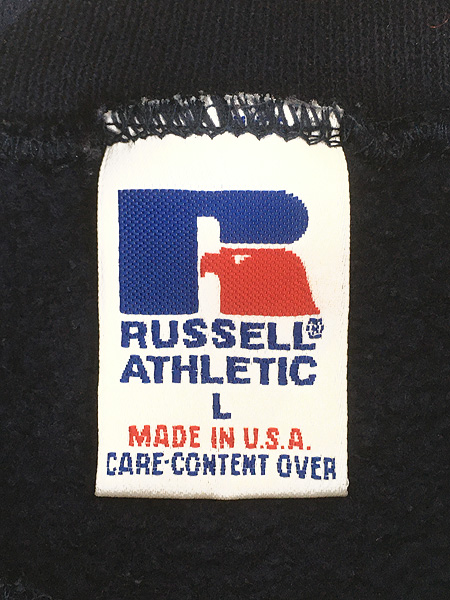 RUSSELL®
ATHLETIC
L
MADE IN U.S.A.
CARE-CONTENT OVER